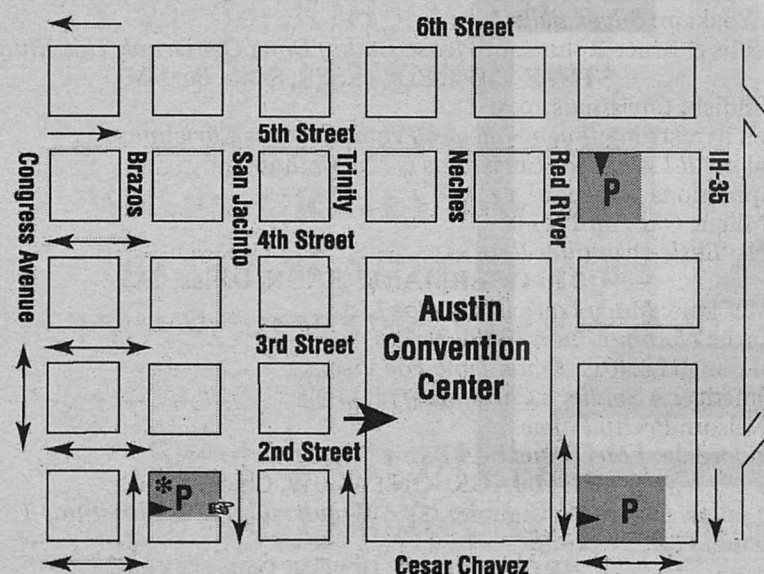 6th Street
5th Street
Congress Avenue
Brazos
San Jacinto
Trinity
Neches
Red River
P
IH-35
4th Street
Austin
Convention
Center
3rd Street
2nd Street
* P
P
Cesar Chavez